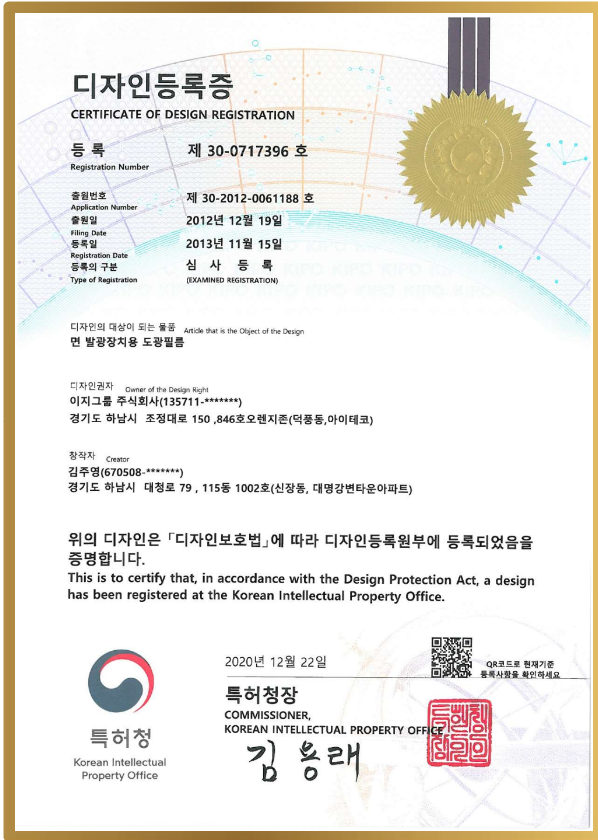 디자인등록증
CERTIFICATE OF DESIGN REGISTRATION
등 록 제 30-0717396 호
Registration Number
출원번호 제 30-2012-0061188 호
Application Number
출원일 2012년 12월 19일
Filing Date
등록일 2013년 11월 15일
Registration Date
등록의 구분 심 사 등 록
Type of Registration (EXAMINED REGISTRATION)
디자인의 대상이 되는 물품 Article that is the Object of the Design
면 발광장치용 도광필름
디자인권자 Owner of the Design Right
이지그룹 주식회사(135711-*******)
경기도 하남시 조정대로 150 ,846호오렌지존(덕풍동,아이테코)
창작자 Creator
김주영(670508-*******)
경기도 하남시 대청로 79 , 115동 1002호(신장동, 대명강변타운아파트)
위의 디자인은 「디자인보호법」에 따라 디자인등록원부에 등록되었음을
증명합니다.
This is to certify that, in accordance with the Design Protection Act, a design
has been registered at the Korean Intellectual Property Office.
2020년 12월 22일
QR코드로 현재기준
등록사항을 확인하세요
특허청장
COMMISSIONER,
KOREAN INTELLECTUAL PROPERTY OFFICE
김용래
특허청
Korean Intellectual
Property Office